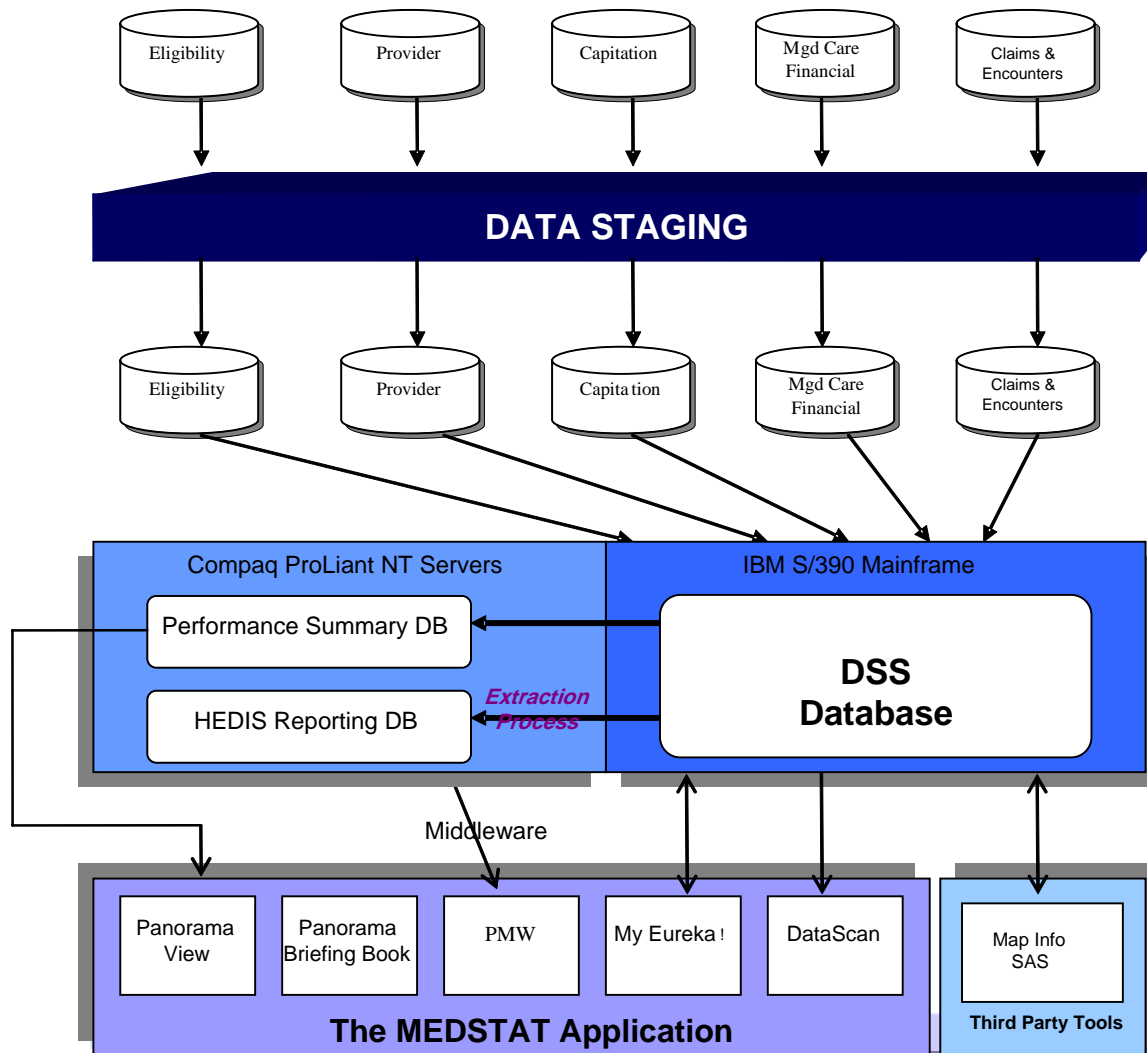 Eligibility
Provider
Capitation
Mgd Care
Financial
Claims &
Encounters
DATA STAGING
Eligibility
Provider
Capitation
Mgd Care
Financial
Claims &
Encounters
Compaq ProLiant NT Servers
IBM S/390 Mainframe
Performance Summary DB
HEDIS Reporting DB
Extraction
Process
DSS
Database
Middleware
Panorama
View
Panorama
Briefing Book
PMW
My Eureka!
DataScan
Map Info
SAS
The MEDSTAT Application
Third Party Tools